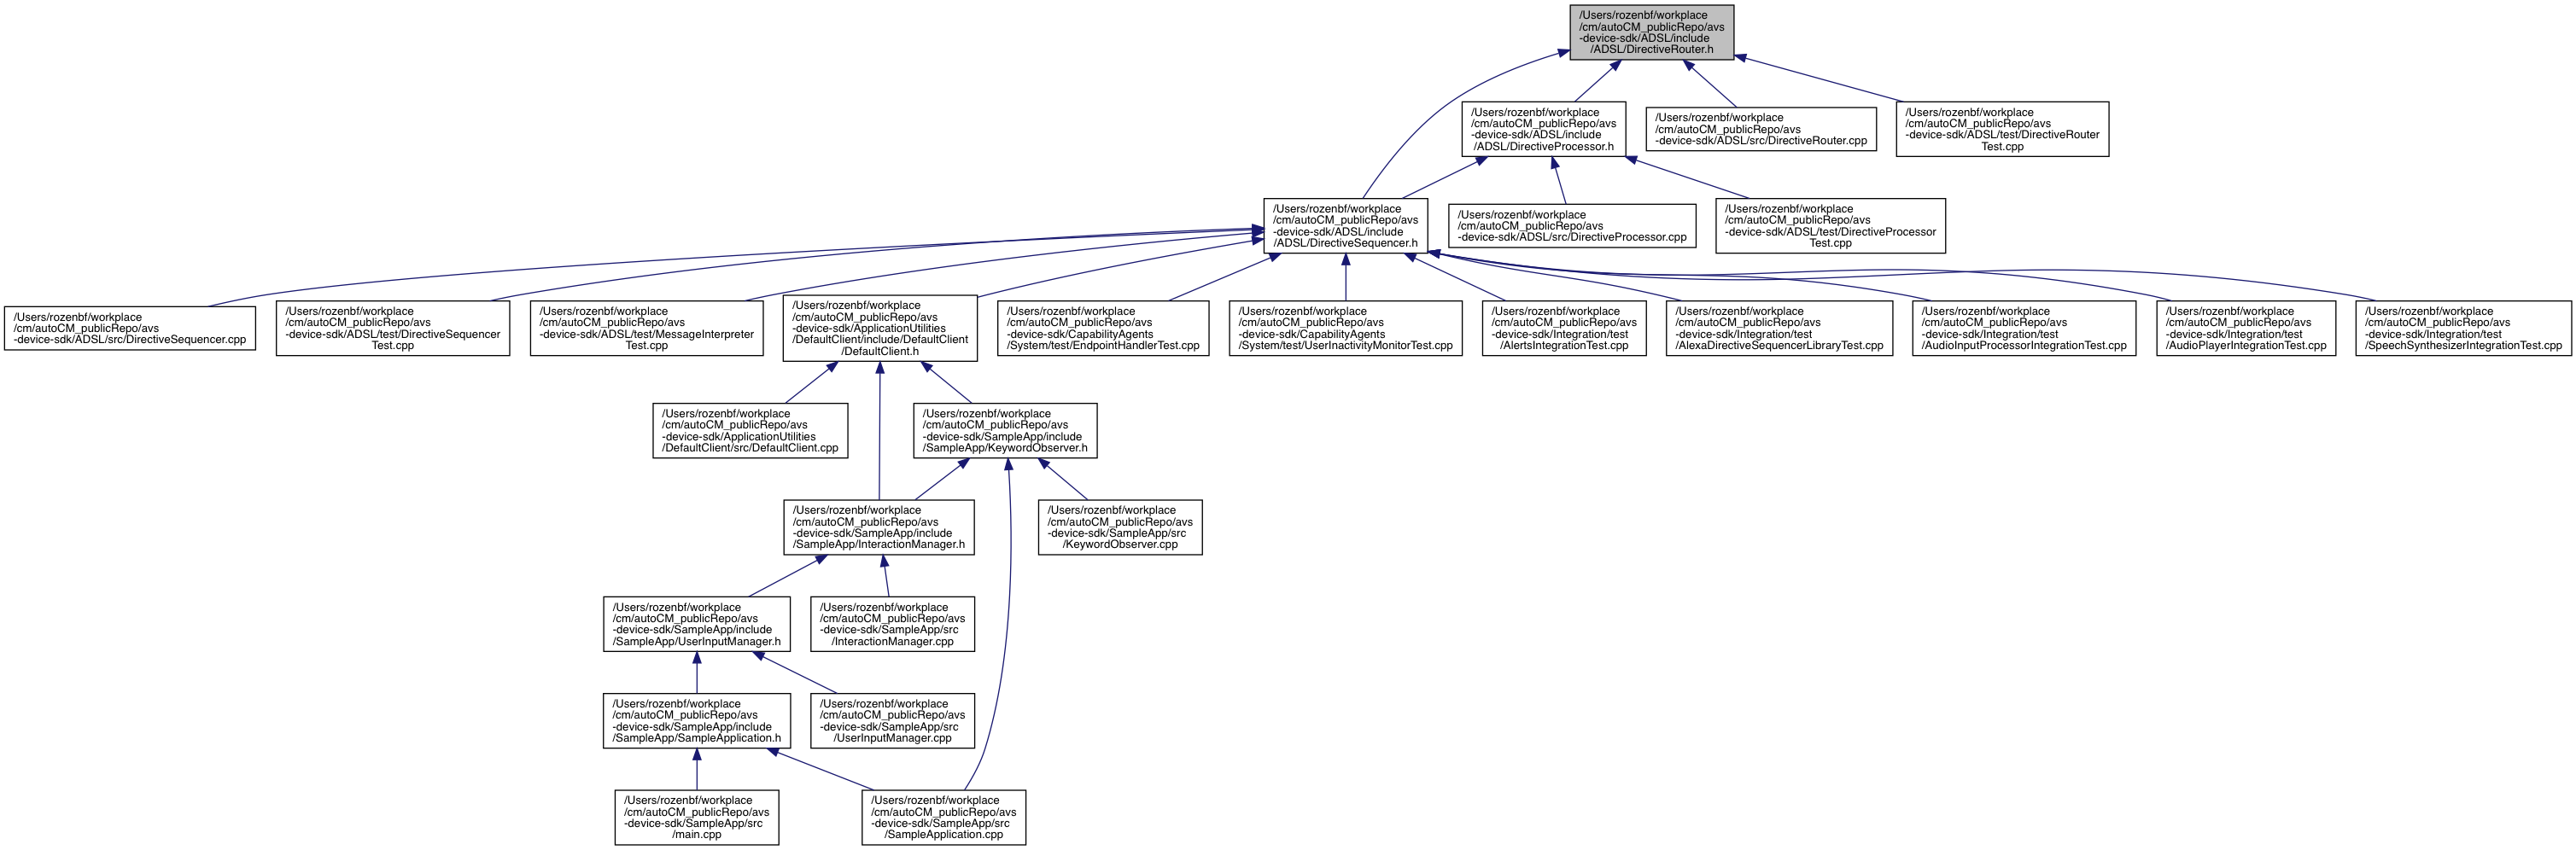 /Users/rozenbf/workplace
/cm/autoCM_publicRepo/avs
-device-sdk/ADSL/include
/ADSL/DirectiveRouter.h
/Users/rozenbf/workplace
/cm/autoCM_publicRepo/avs
-device-sdk/ADSL/include
/ADSL/DirectiveProcessor.h
/Users/rozenbf/workplace
/cm/autoCM_publicRepo/avs
-device-sdk/ADSL/src/DirectiveRouter.cpp
/Users/rozenbf/workplace
/cm/autoCM_publicRepo/avs
-device-sdk/ADSL/test/DirectiveRouter
Test.cpp
/Users/rozenbf/workplace
/cm/autoCM_publicRepo/avs
-device-sdk/ADSL/include
/ADSL/DirectiveSequencer.h
/Users/rozenbf/workplace
/cm/autoCM_publicRepo/avs
-device-sdk/ADSL/src/DirectiveProcessor.cpp
/Users/rozenbf/workplace
/cm/autoCM_publicRepo/avs
-device-sdk/ADSL/test/DirectiveProcessor
Test.cpp
/Users/rozenbf/workplace
/cm/autoCM_publicRepo/avs
-device-sdk/ADSL/src/DirectiveSequencer.cpp
/Users/rozenbf/workplace
/cm/autoCM_publicRepo/avs
-device-sdk/ADSL/test/DirectiveSequencer
Test.cpp
/Users/rozenbf/workplace
/cm/autoCM_publicRepo/avs
-device-sdk/ADSL/test/MessageInterpreter
Test.cpp
/Users/rozenbf/workplace
/cm/autoCM_publicRepo/avs
-device-sdk/ApplicationUtilities
/DefaultClient/include/DefaultClient
/DefaultClient.h
/Users/rozenbf/workplace
/cm/autoCM_publicRepo/avs
-device-sdk/CapabilityAgents
/System/test/EndpointHandlerTest.cpp
/Users/rozenbf/workplace
/cm/autoCM_publicRepo/avs
-device-sdk/CapabilityAgents
/System/test/UserInactivityMonitorTest.cpp
/Users/rozenbf/workplace
/cm/autoCM_publicRepo/avs
-device-sdk/Integration/test
/AlertsIntegrationTest.cpp
/Users/rozenbf/workplace
/cm/autoCM_publicRepo/avs
-device-sdk/Integration/test
/AlexaDirectiveSequencerLibraryTest.cpp
/Users/rozenbf/workplace
/cm/autoCM_publicRepo/avs
-device-sdk/Integration/test
/AudioInputProcessorIntegrationTest.cpp
/Users/rozenbf/workplace
/cm/autoCM_publicRepo/avs
-device-sdk/Integration/test
/AudioPlayerIntegrationTest.cpp
/Users/rozenbf/workplace
/cm/autoCM_publicRepo/avs
-device-sdk/Integration/test
/SpeechSynthesizerIntegrationTest.cpp
/Users/rozenbf/workplace
/cm/autoCM_publicRepo/avs
-device-sdk/ApplicationUtilities
/DefaultClient/src/DefaultClient.cpp
/Users/rozenbf/workplace
/cm/autoCM_publicRepo/avs
-device-sdk/SampleApp/include
/SampleApp/KeywordObserver.h
/Users/rozenbf/workplace
/cm/autoCM_publicRepo/avs
-device-sdk/SampleApp/include
/SampleApp/InteractionManager.h
/Users/rozenbf/workplace
/cm/autoCM_publicRepo/avs
-device-sdk/SampleApp/src
/KeywordObserver.cpp
/Users/rozenbf/workplace
/cm/autoCM_publicRepo/avs
-device-sdk/SampleApp/include
/SampleApp/UserInputManager.h
/Users/rozenbf/workplace
/cm/autoCM_publicRepo/avs
-device-sdk/SampleApp/src
/InteractionManager.cpp
/Users/rozenbf/workplace
/cm/autoCM_publicRepo/avs
-device-sdk/SampleApp/include
/SampleApp/SampleApplication.h
/Users/rozenbf/workplace
/cm/autoCM_publicRepo/avs
-device-sdk/SampleApp/src
/UserInputManager.cpp
/Users/rozenbf/workplace
/cm/autoCM_publicRepo/avs
-device-sdk/SampleApp/src
/main.cpp
/Users/rozenbf/workplace
/cm/autoCM_publicRepo/avs
-device-sdk/SampleApp/src
/SampleApplication.cpp